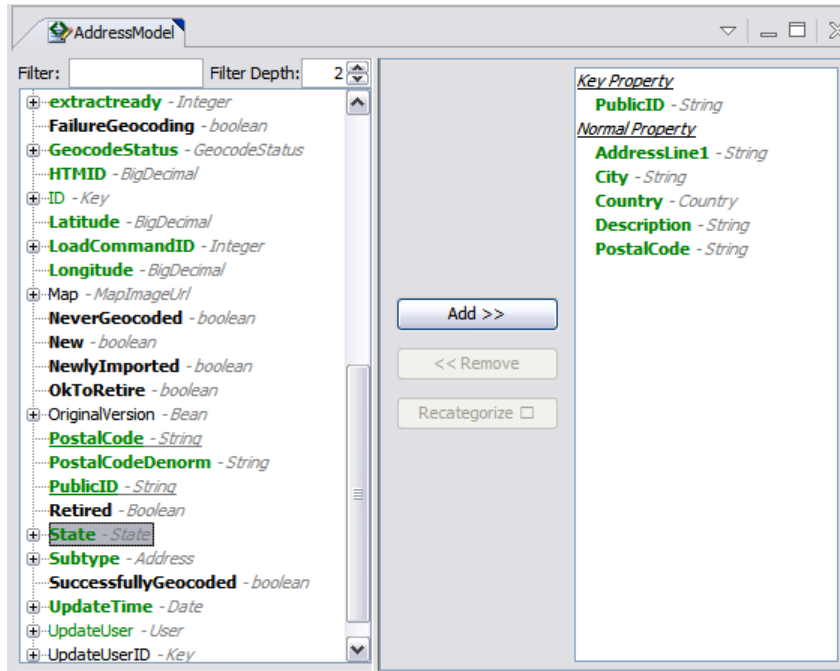 AddressModel
Filter: Filter Depth: 2
extractready - Integer
FailureGeocoding - boolean
GeocodeStatus - GeocodeStatus
HTMID - BigDecimal
ID - Key
Latitude - BigDecimal
LoadCommandID - Integer
Longitude - BigDecimal
Map - MapImageUrl
NeverGeocoded - boolean
New - boolean
NewlyImported - boolean
OkToRetire - boolean
OriginalVersion - Bean
PostalCode - String
PostalCodeDenorm - String
PublicID - String
Retired - Boolean
State - State
Subtype - Address
SuccessfullyGeocoded - boolean
UpdateTime - Date
UpdateUser - User
UpdateUserID - Key
Add >>
<< Remove
Recategorize
Key Property
PublicID - String
Normal Property
AddressLine1 - String
City - String
Country - Country
Description - String
PostalCode - String